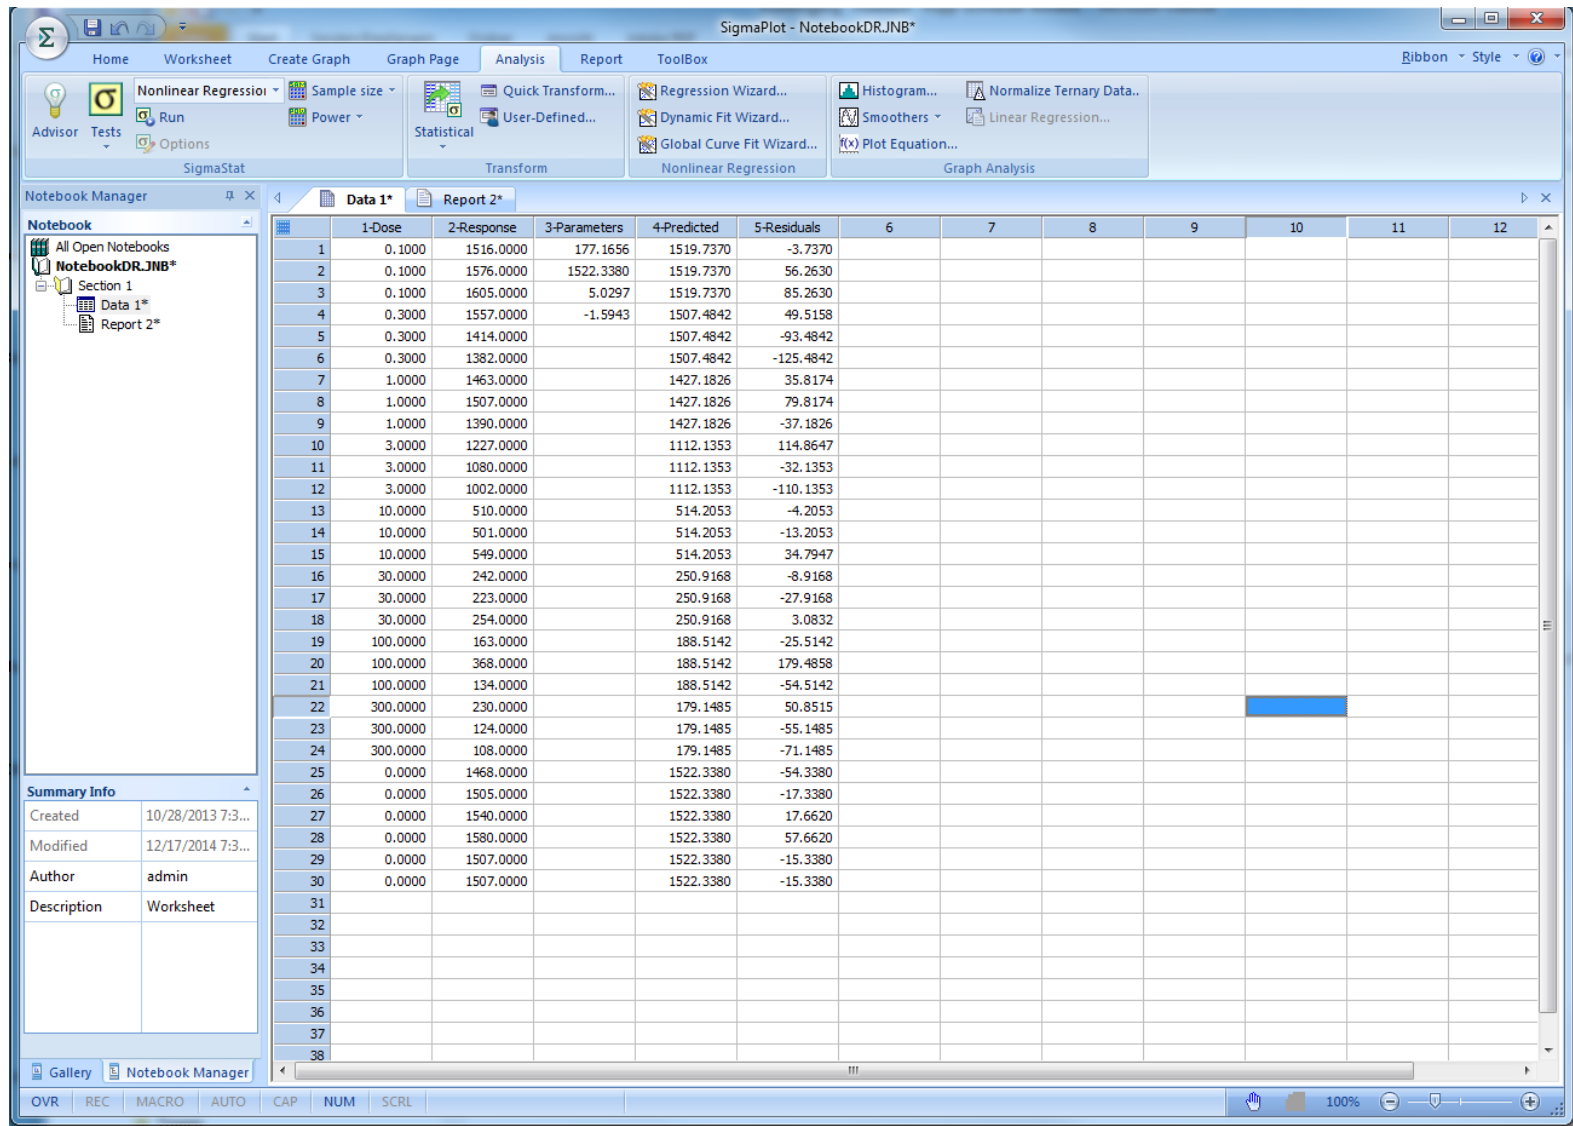 SigmaPlot - NotebookDR.JNB*
Home Worksheet Create Graph Graph Page Analysis Report ToolBox Ribbon Style
Advisor Tests
Nonlinear Regression
Run
Options
Sample size
Power
SigmaStat
Statistical
Quick Transform...
User-Defined...
Transform
Regression Wizard...
Dynamic Fit Wizard...
Global Curve Fit Wizard...
Nonlinear Regression
Histogram...
Smoothers
f(x) Plot Equation...
Normalize Ternary Data..
Linear Regression...
Graph Analysis
Notebook Manager
Notebook
All Open Notebooks
NotebookDR.JNB*
Section 1
Data 1*
Report 2*
Summary Info
Created 10/28/2013 7:3...
Modified 12/17/2014 7:3...
Author admin
Description Worksheet
Gallery Notebook Manager
Data 1* Report 2*
1-Dose 2-Response 3-Parameters 4-Predicted 5-Residuals 6 7 8 9 10 11 12
1 0.1000 1516.0000 177.1656 1519.7370 -3.7370
2 0.1000 1576.0000 1522.3380 1519.7370 56.2630
3 0.1000 1605.0000 5.0297 1519.7370 85.2630
4 0.3000 1557.0000 -1.5943 1507.4842 49.5158
5 0.3000 1414.0000 1507.4842 -93.4842
6 0.3000 1382.0000 1507.4842 -125.4842
7 1.0000 1463.0000 1427.1826 35.8174
8 1.0000 1507.0000 1427.1826 79.8174
9 1.0000 1390.0000 1427.1826 -37.1826
10 3.0000 1227.0000 1112.1353 114.8647
11 3.0000 1080.0000 1112.1353 -32.1353
12 3.0000 1002.0000 1112.1353 -110.1353
13 10.0000 510.0000 514.2053 -4.2053
14 10.0000 501.0000 514.2053 -13.2053
15 10.0000 549.0000 514.2053 34.7947
16 30.0000 242.0000 250.9168 -8.9168
17 30.0000 223.0000 250.9168 -27.9168
18 30.0000 254.0000 250.9168 3.0832
19 100.0000 163.0000 188.5142 -25.5142
20 100.0000 368.0000 188.5142 179.4858
21 100.0000 134.0000 188.5142 -54.5142
22 300.0000 230.0000 179.1485 50.8515
23 300.0000 124.0000 179.1485 -55.1485
24 300.0000 108.0000 179.1485 -71.1485
25 0.0000 1468.0000 1522.3380 -54.3380
26 0.0000 1505.0000 1522.3380 -17.3380
27 0.0000 1540.0000 1522.3380 17.6620
28 0.0000 1580.0000 1522.3380 57.6620
29 0.0000 1507.0000 1522.3380 -15.3380
30 0.0000 1507.0000 1522.3380 -15.3380
31
32
33
34
35
36
37
38
OVR REC MACRO AUTO CAP NUM SCRL 100%